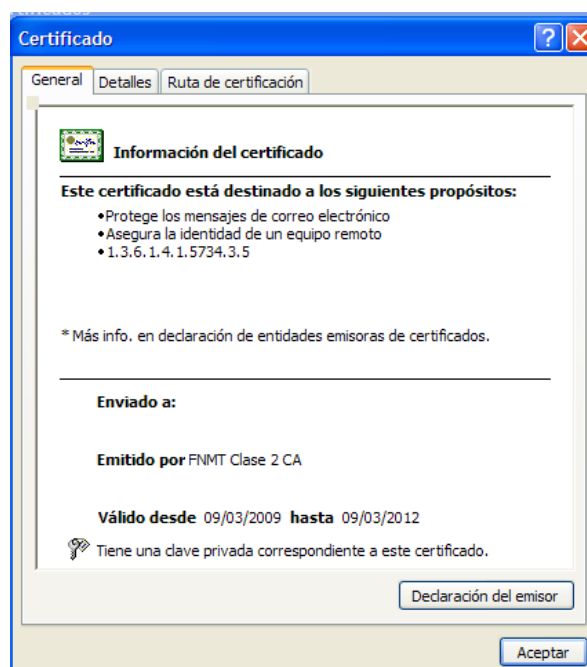 Certificado
General Detalles Ruta de certificación
Información del certificado
Este certificado está destinado a los siguientes propósitos:
•Protege los mensajes de correo electrónico
•Asegura la identidad de un equipo remoto
•1.3.6.1.4.1.5734.3.5
* Más info. en declaración de entidades emisoras de certificados.
Enviado a:
Emitido por FNMT Clase 2 CA
Válido desde 09/03/2009 hasta 09/03/2012
Tiene una clave privada correspondiente a este certificado.
Declaración del emisor
Aceptar